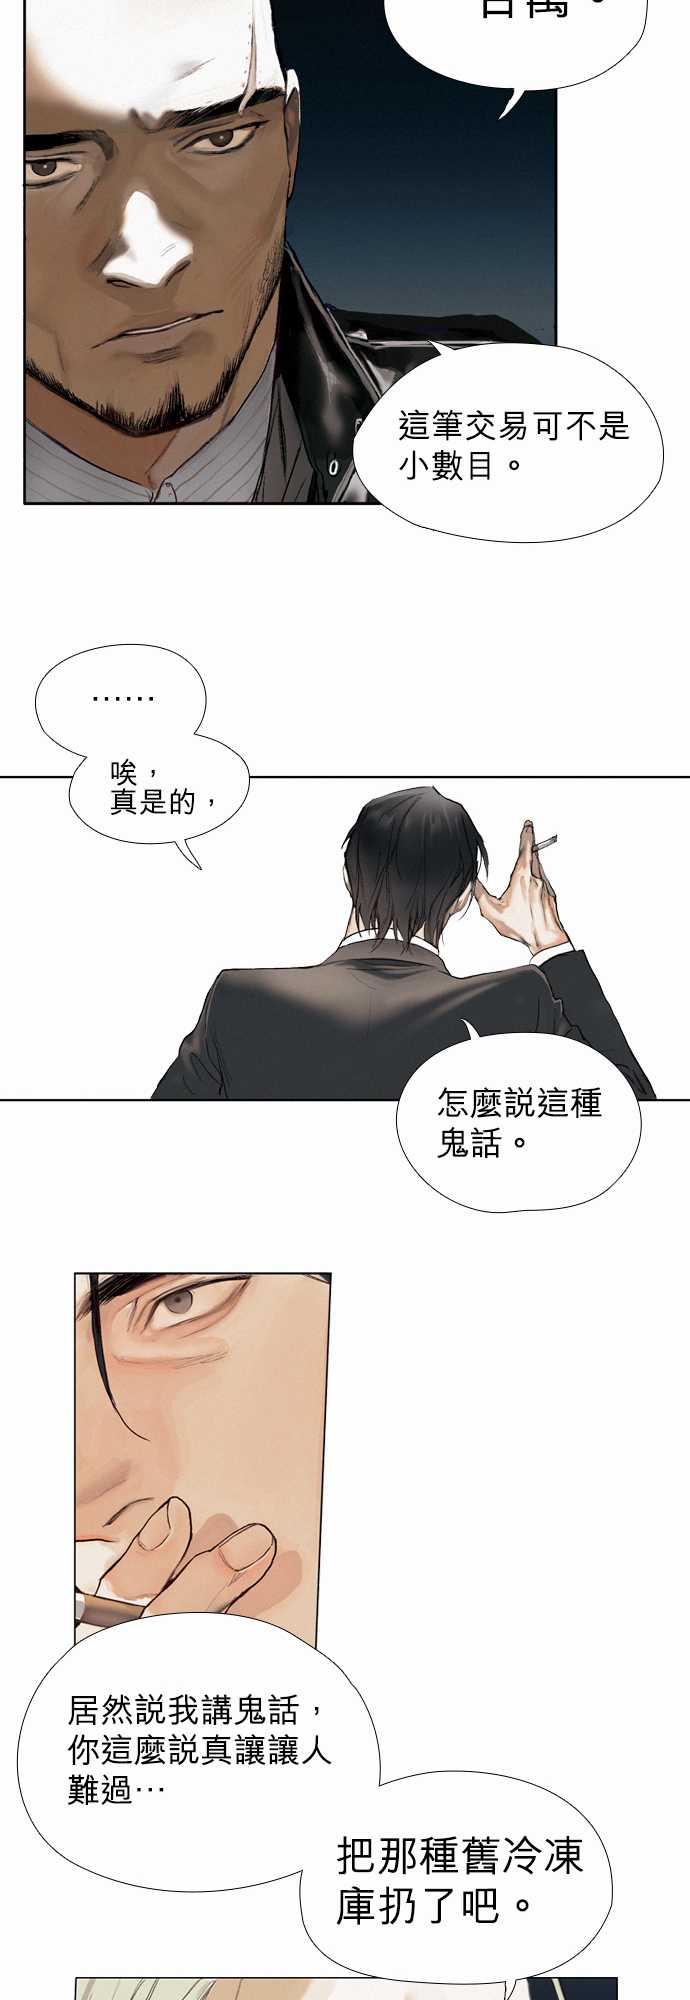 百萬。
這筆交易可不是
小數目。
……
唉，
真是的，
怎麼說這種
鬼話。
居然說我講鬼話，
你這麼說真讓讓人
難過…
把那種舊冷凍
庫扔了吧。